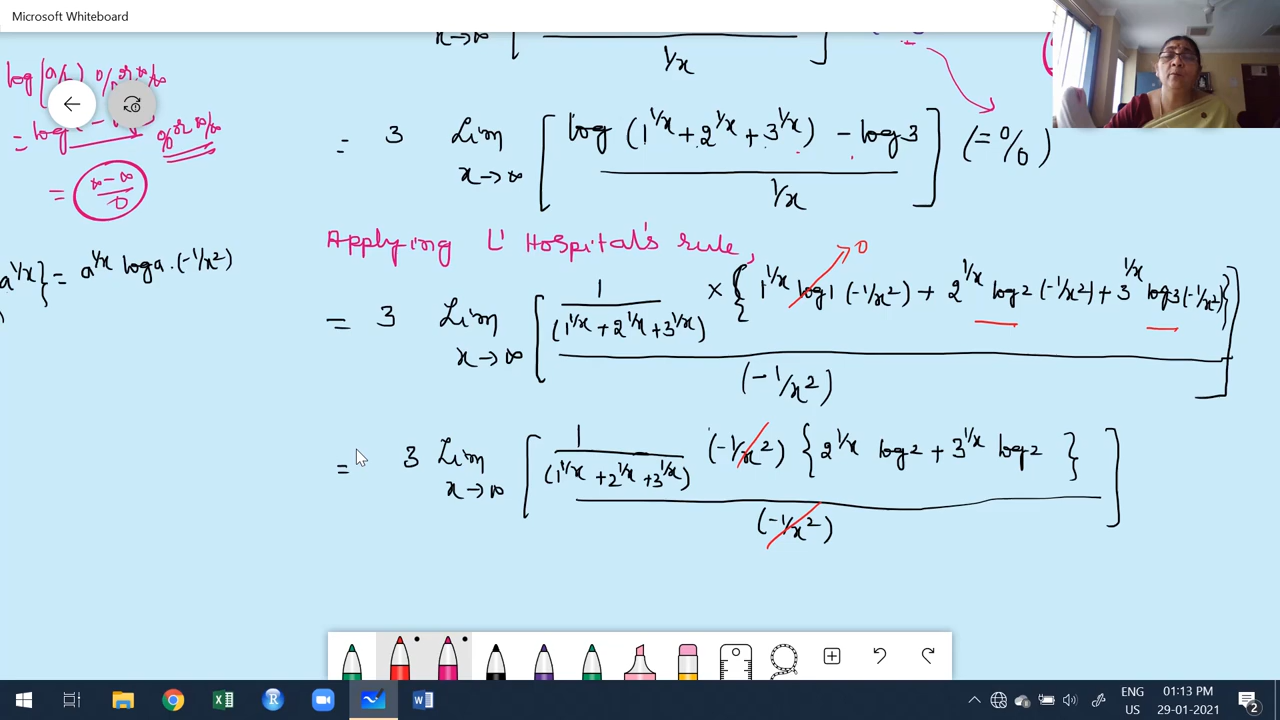 Microsoft Whiteboard
x→∞ [ 1/x ]
log(a/
= log
= (∞-∞)/0
= 3 Lim x→∞ [ (log (1^1/x + 2^1/x + 3^1/x) - log 3) / (1/x) ] (= 0/0)
Applying L' Hospital's rule,
a^1/x} = a^1/x log a . (-1/x²)
= 3 Lim x→∞ [ 1/(1^1/x + 2^1/x + 3^1/x) × { 1^1/x log 1 (-1/x²) + 2^1/x log 2 (-1/x²) + 3^1/x log 3 (-1/x²) } / (-1/x²) ]
0
= 3 Lim x→∞ [ 1/(1^1/x + 2^1/x + 3^1/x) (-1/x²) { 2^1/x log 2 + 3^1/x log 2 } / (-1/x²) ]
ENG
US
01:13 PM
29-01-2021
2